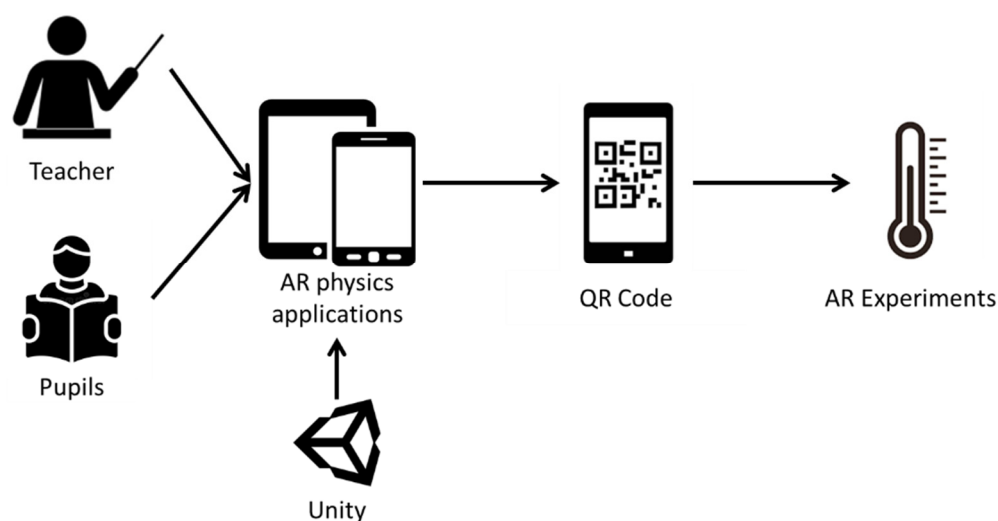 Teacher
Pupils
AR physics
applications
Unity
QR Code
AR Experiments